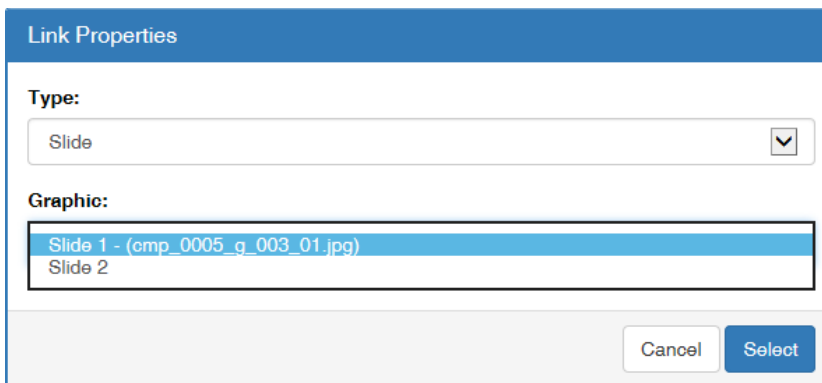 Link Properties
Type:
Slide
Graphic:
Slide 1 - (cmp_0005_g_003_01.jpg)
Slide 2
Cancel Select